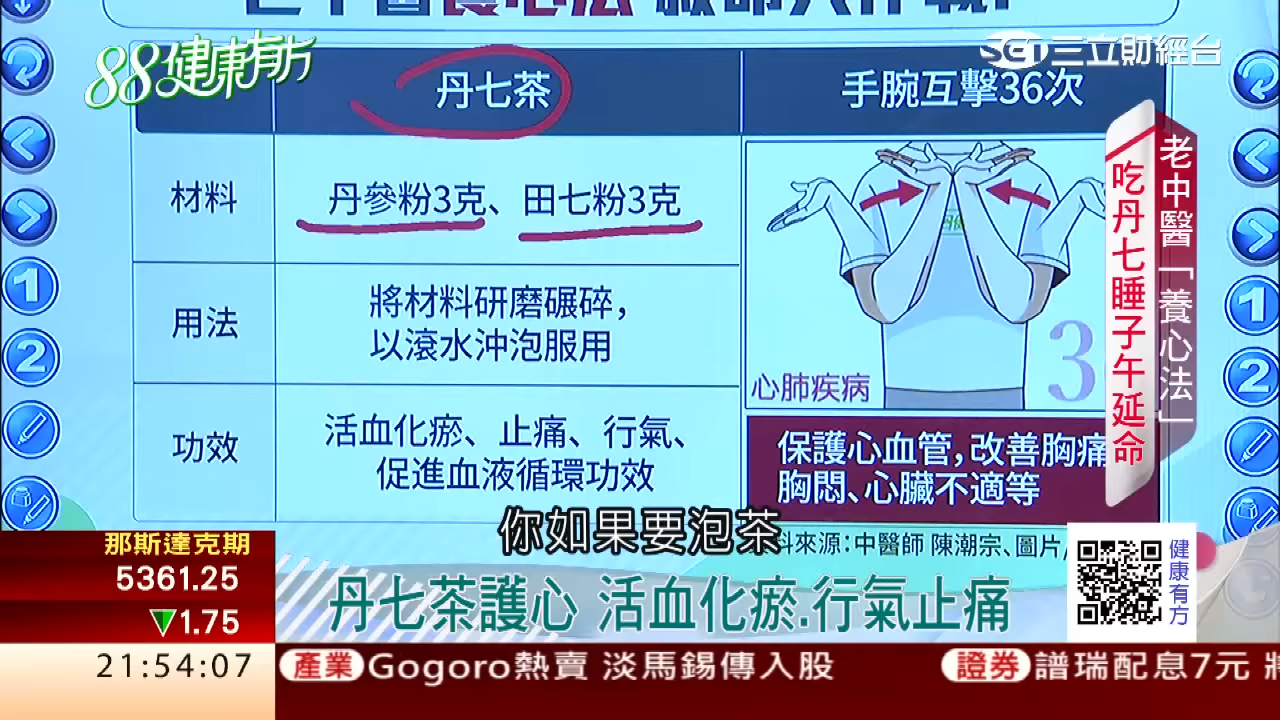 88健康有方
SET三立財經台
丹七茶
手腕互擊36次
材料
丹參粉3克、田七粉3克
用法
將材料研磨碾碎，
以滾水沖泡服用
功效
活血化瘀、止痛、行氣、
促進血液循環功效
3
心肺疾病
保護心血管，改善胸痛
胸悶、心臟不適等
老中醫「養心法」
吃丹七睡子午延命
1
2
1
2
料來源：中醫師 陳潮宗、圖片
你如果要泡茶
丹七茶護心 活血化瘀.行氣止痛
健康有方
那斯達克期
5361.25
▼1.75
21:54:07
產業 Gogoro熱賣 淡馬錫傳入股
證券 譜瑞配息7元